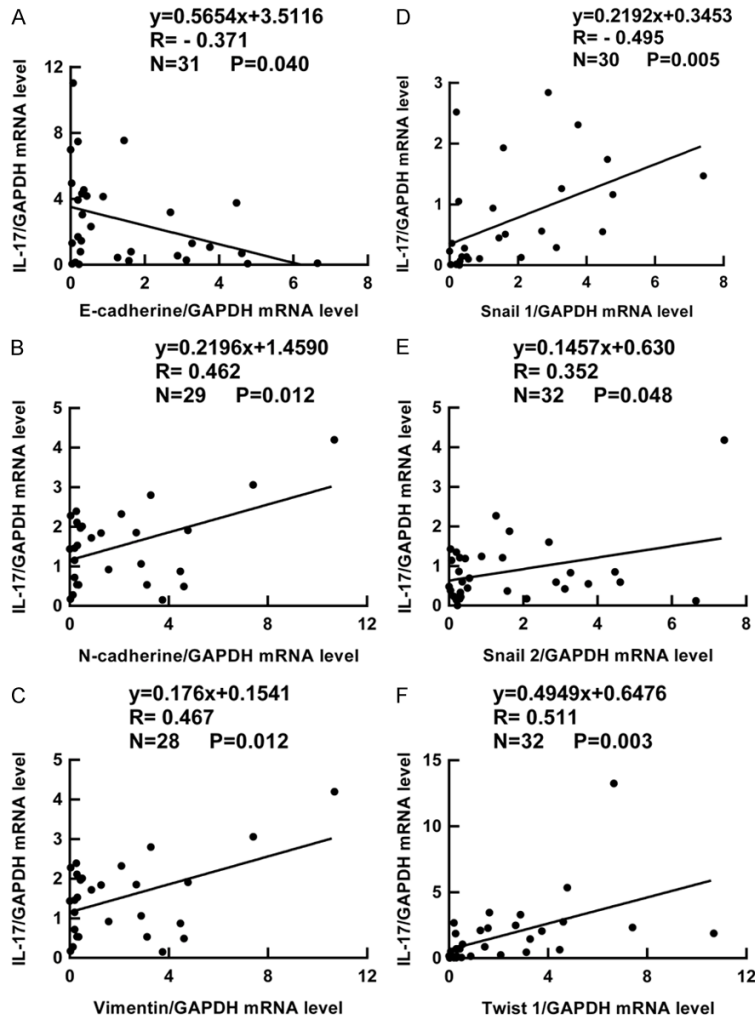 A
y=0.5654x+3.5116
R= - 0.371
N=31 P=0.040
IL-17/GAPDH mRNA level
12
8
4
0
0 2 4 6 8
E-cadherine/GAPDH mRNA level
B
y=0.2196x+1.4590
R= 0.462
N=29 P=0.012
IL-17/GAPDH mRNA level
5
4
3
2
1
0
0 4 8 12
N-cadherine/GAPDH mRNA level
C
y=0.176x+0.1541
R= 0.467
N=28 P=0.012
IL-17/GAPDH mRNA level
5
4
3
2
1
0
0 4 8 12
Vimentin/GAPDH mRNA level
D
y=0.2192x+0.3453
R= - 0.495
N=30 P=0.005
IL-17/GAPDH mRNA level
3
2
1
0
0 2 4 6 8
Snail 1/GAPDH mRNA level
E
y=0.1457x+0.630
R= 0.352
N=32 P=0.048
IL-17/GAPDH mRNA level
5
4
3
2
1
0
0 2 4 6 8
Snail 2/GAPDH mRNA level
F
y=0.4949x+0.6476
R= 0.511
N=32 P=0.003
IL-17/GAPDH mRNA level
15
10
5
0
0 4 8 12
Twist 1/GAPDH mRNA level